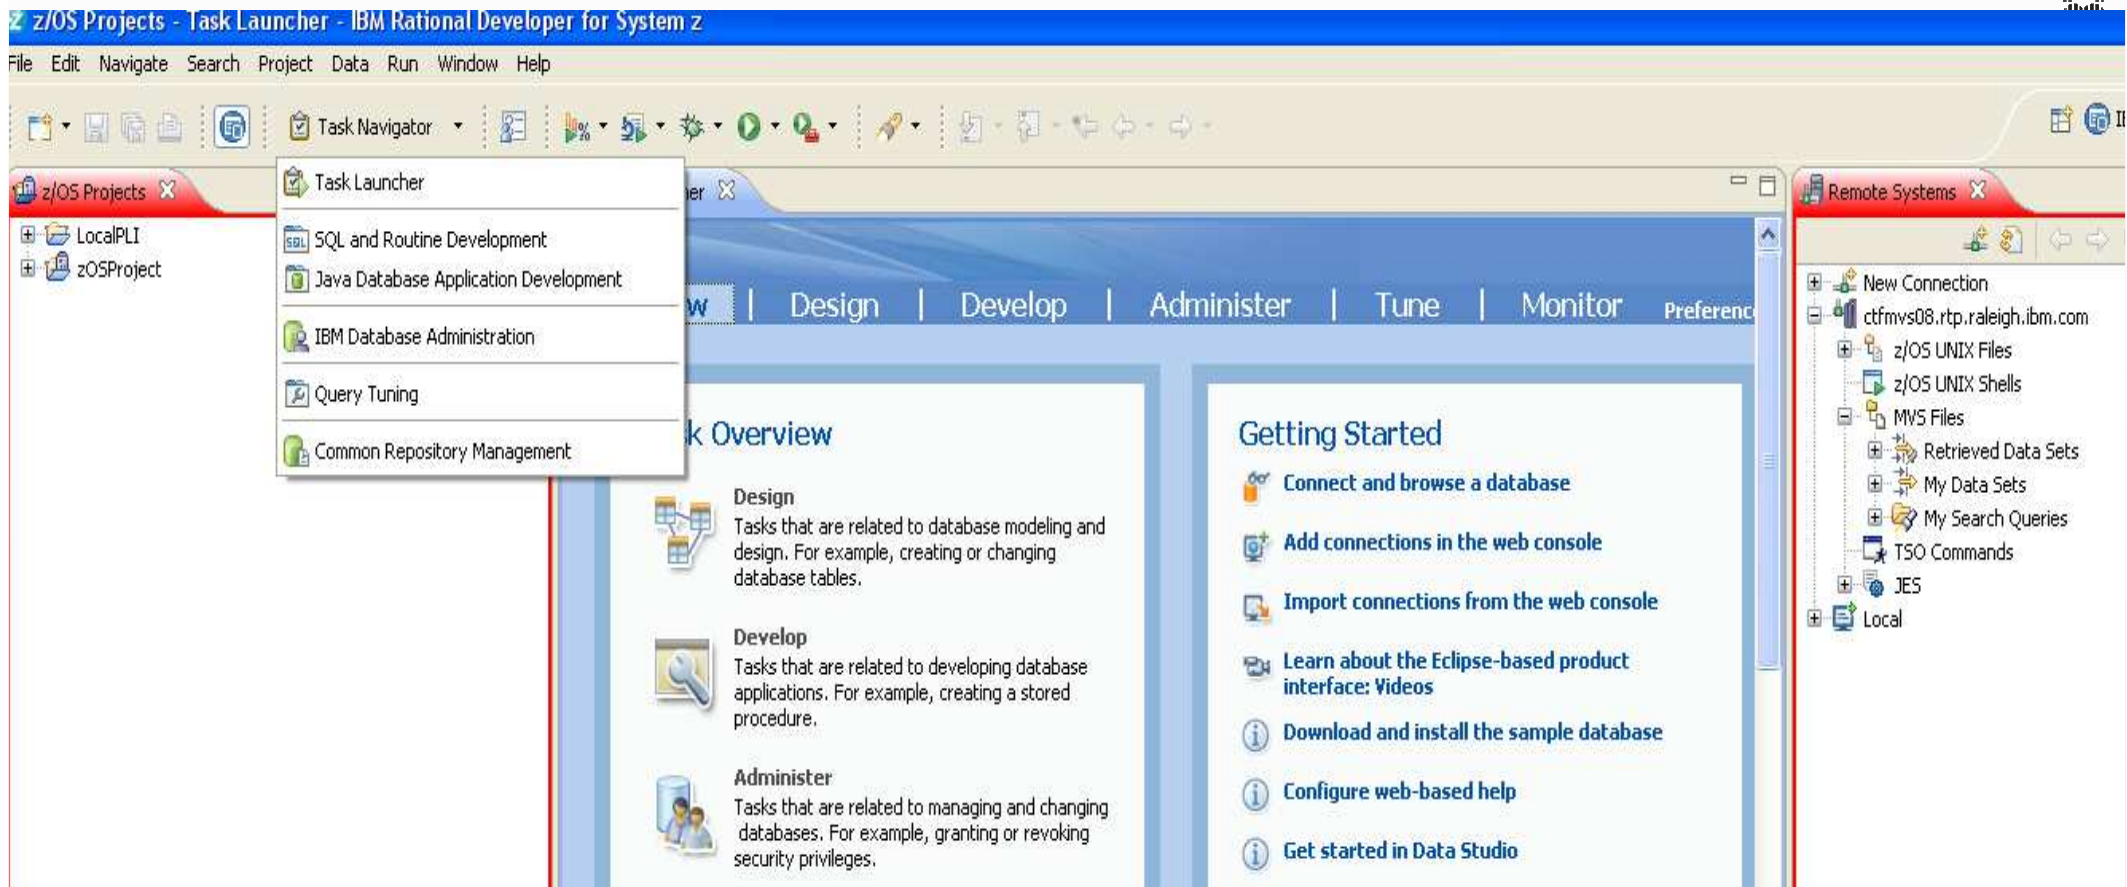 z/OS Projects - Task Launcher - IBM Rational Developer for System z
File Edit Navigate Search Project Data Run Window Help
Task Navigator
z/OS Projects
LocalPLI
zOSProject
Task Launcher
SQL and Routine Development
Java Database Application Development
IBM Database Administration
Query Tuning
Common Repository Management
Design | Develop | Administer | Tune | Monitor
Overview
Design
Tasks that are related to database modeling and
design. For example, creating or changing
database tables.
Develop
Tasks that are related to developing database
applications. For example, creating a stored
procedure.
Administer
Tasks that are related to managing and changing
databases. For example, granting or revoking
security privileges.
Getting Started
Connect and browse a database
Add connections in the web console
Import connections from the web console
Learn about the Eclipse-based product
interface: Videos
Download and install the sample database
Configure web-based help
Get started in Data Studio
Remote Systems
New Connection
ctfmvs08.rtp.raleigh.ibm.com
z/OS UNIX Files
z/OS UNIX Shells
MVS Files
Retrieved Data Sets
My Data Sets
My Search Queries
TSO Commands
JES
Local